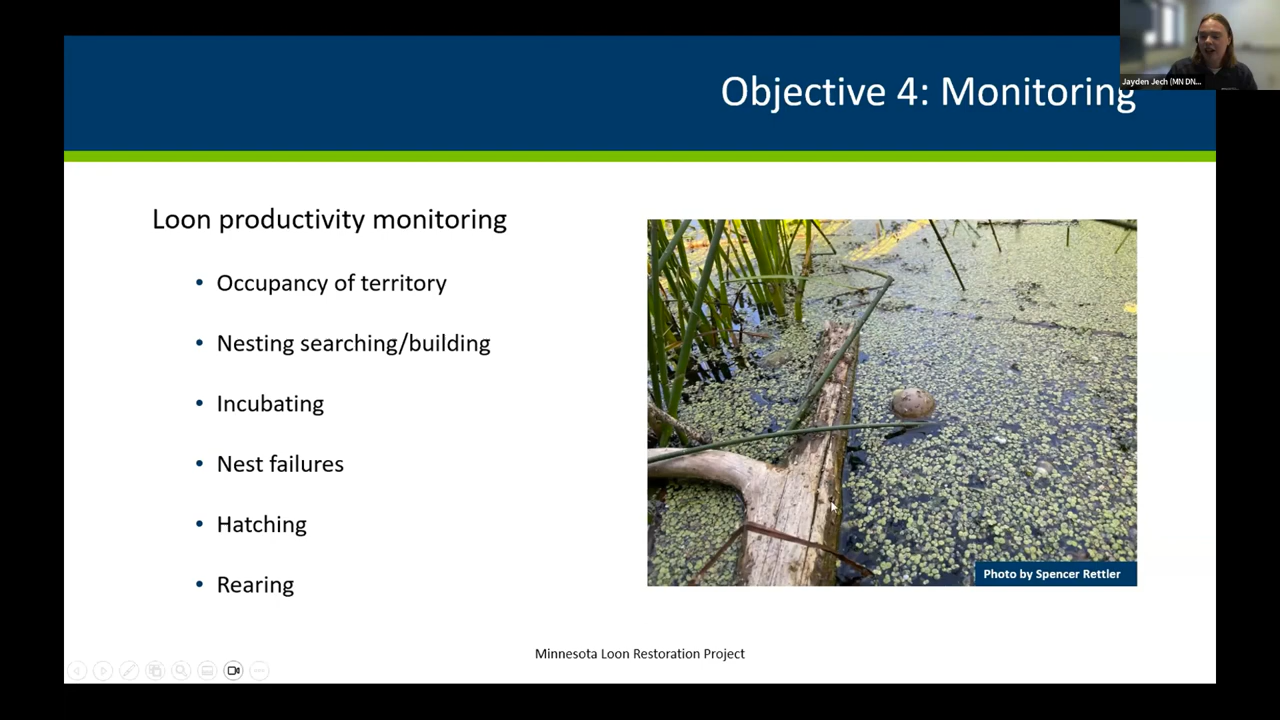 Jayden Jech (MN DN...
Objective 4: Monitoring
Loon productivity monitoring
• Occupancy of territory
• Nesting searching/building
• Incubating
• Nest failures
• Hatching
• Rearing
Photo by Spencer Rettler
Minnesota Loon Restoration Project